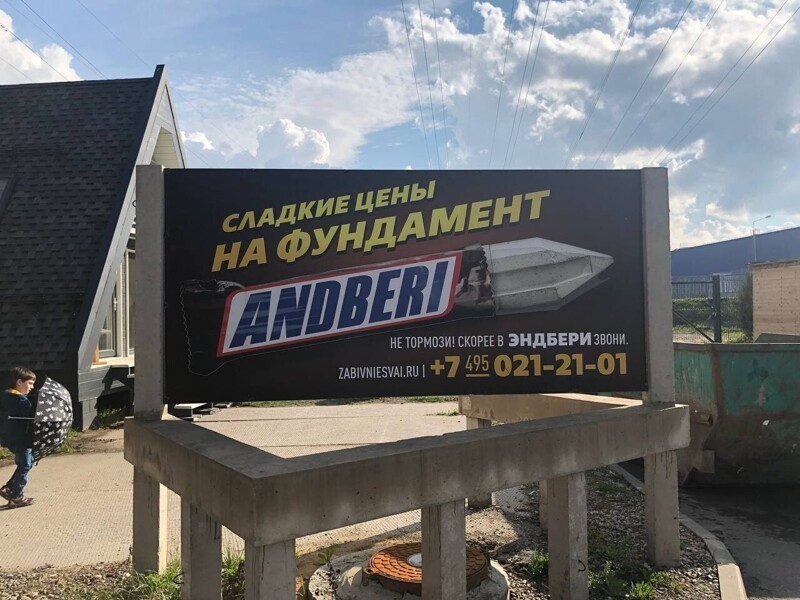 СЛАДКИЕ ЦЕНЫ
НА ФУНДАМЕНТ
ANDBERI
НЕ ТОРМОЗИ! СКОРЕЕ В ЭНДБЕРИ ЗВОНИ.
ZABIVNIESVAI.RU | +7 495 021-21-01